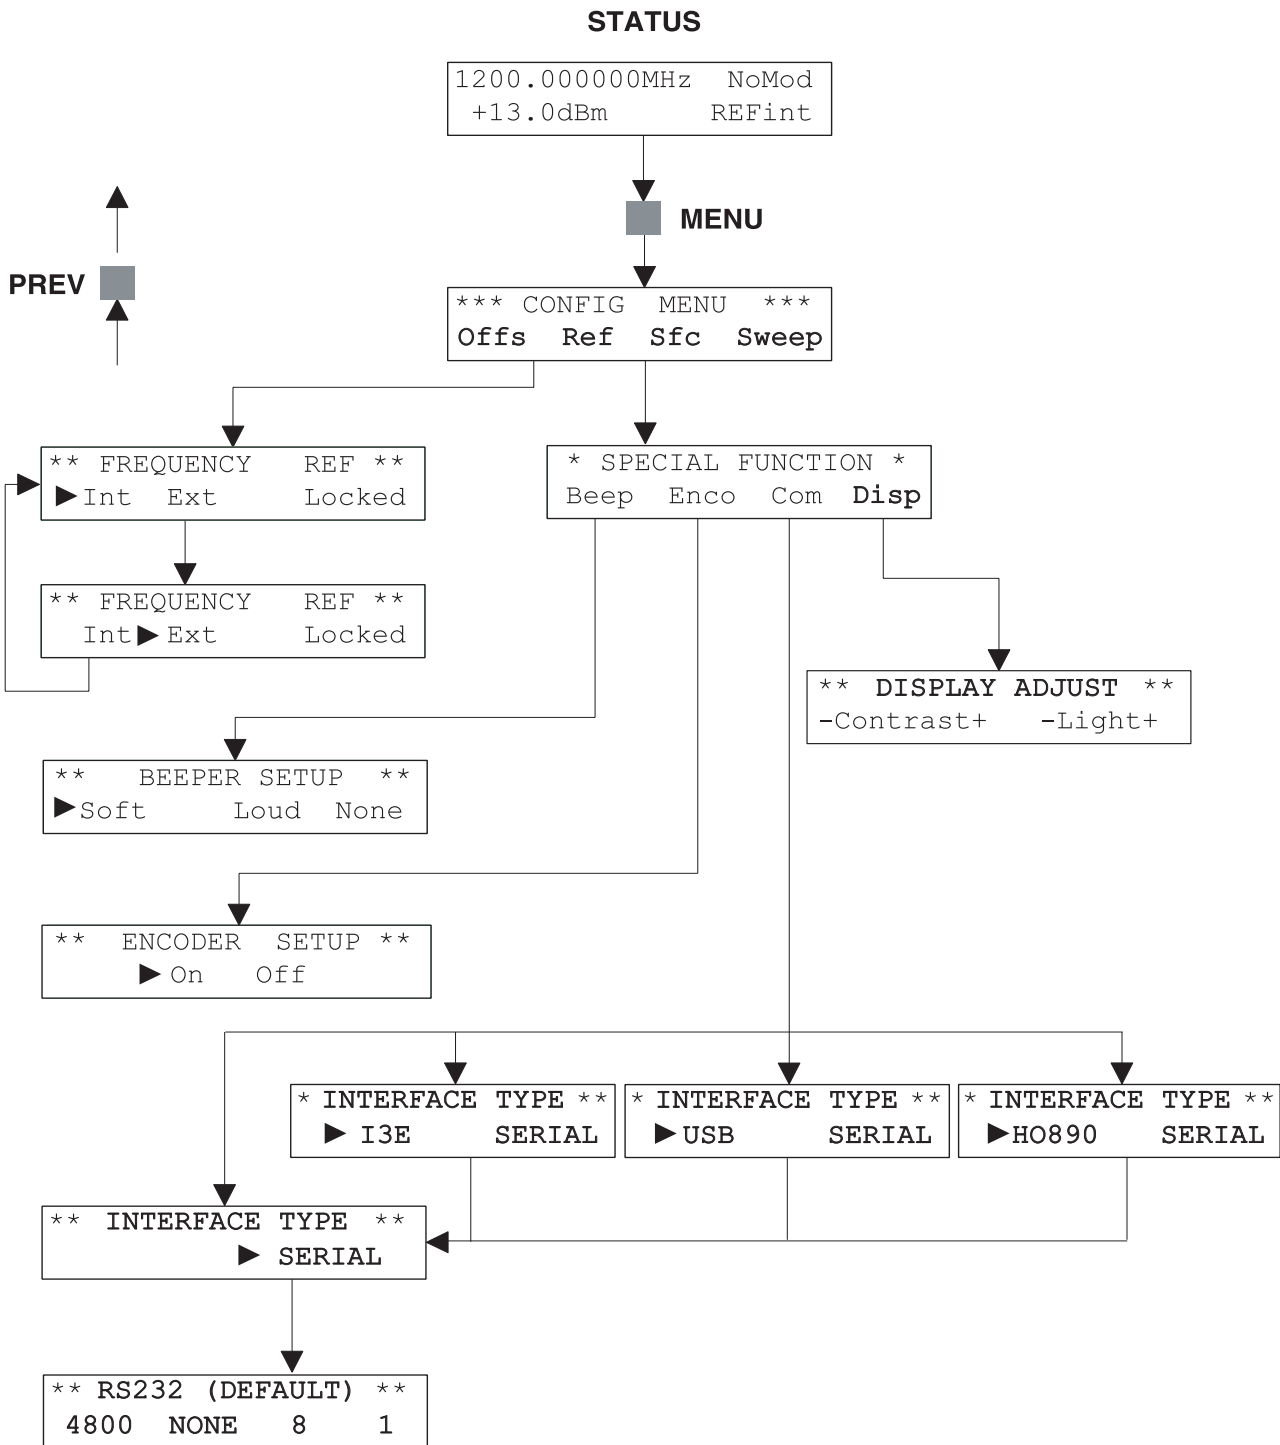 STATUS
1200.000000MHz NoMod
+13.0dBm REFint
MENU
PREV
*** CONFIG MENU ***
Offs Ref Sfc Sweep
** FREQUENCY REF **
►Int Ext Locked
* SPECIAL FUNCTION *
Beep Enco Com Disp
** FREQUENCY REF **
Int►Ext Locked
** DISPLAY ADJUST **
-Contrast+ -Light+
** BEEPER SETUP **
►Soft Loud None
** ENCODER SETUP **
►On Off
* INTERFACE TYPE **
► I3E SERIAL
* INTERFACE TYPE **
►USB SERIAL
* INTERFACE TYPE **
►HO890 SERIAL
** INTERFACE TYPE **
► SERIAL
** RS232 (DEFAULT) **
4800 NONE 8 1